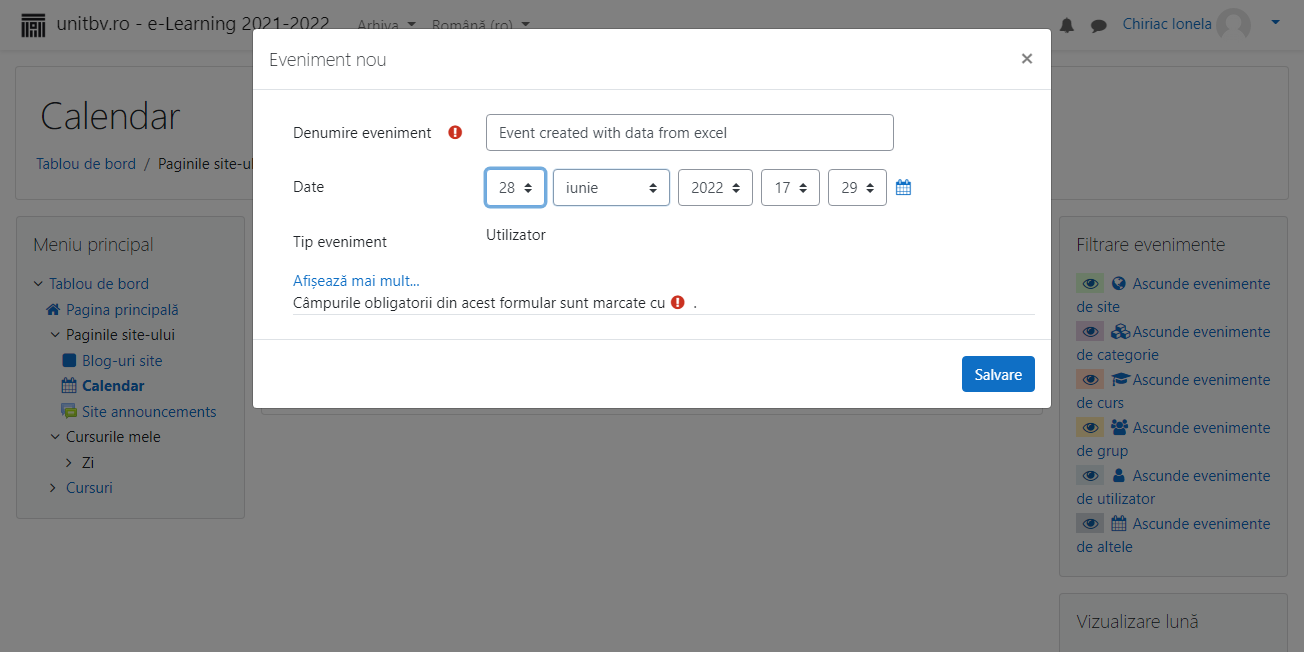 unitbv.ro - e-Learning 2021-2022
Arhiva
Română (ro)
Chiriac Ionela
Calendar
Tablou de bord / Paginile site-ul
Eveniment nou
×
Denumire eveniment
Event created with data from excel
Date
28 iunie 2022 17 29
Tip eveniment
Utilizator
Afișează mai mult...
Câmpurile obligatorii din acest formular sunt marcate cu .
Salvare
Meniu principal
Tablou de bord
Pagina principală
Paginile site-ului
Blog-uri site
Calendar
Site announcements
Cursurile mele
Zi
Cursuri
Filtrare evenimente
Ascunde evenimente
de site
Ascunde evenimente
de categorie
Ascunde evenimente
de curs
Ascunde evenimente
de grup
Ascunde evenimente
de utilizator
Ascunde evenimente
de altele
Vizualizare lună